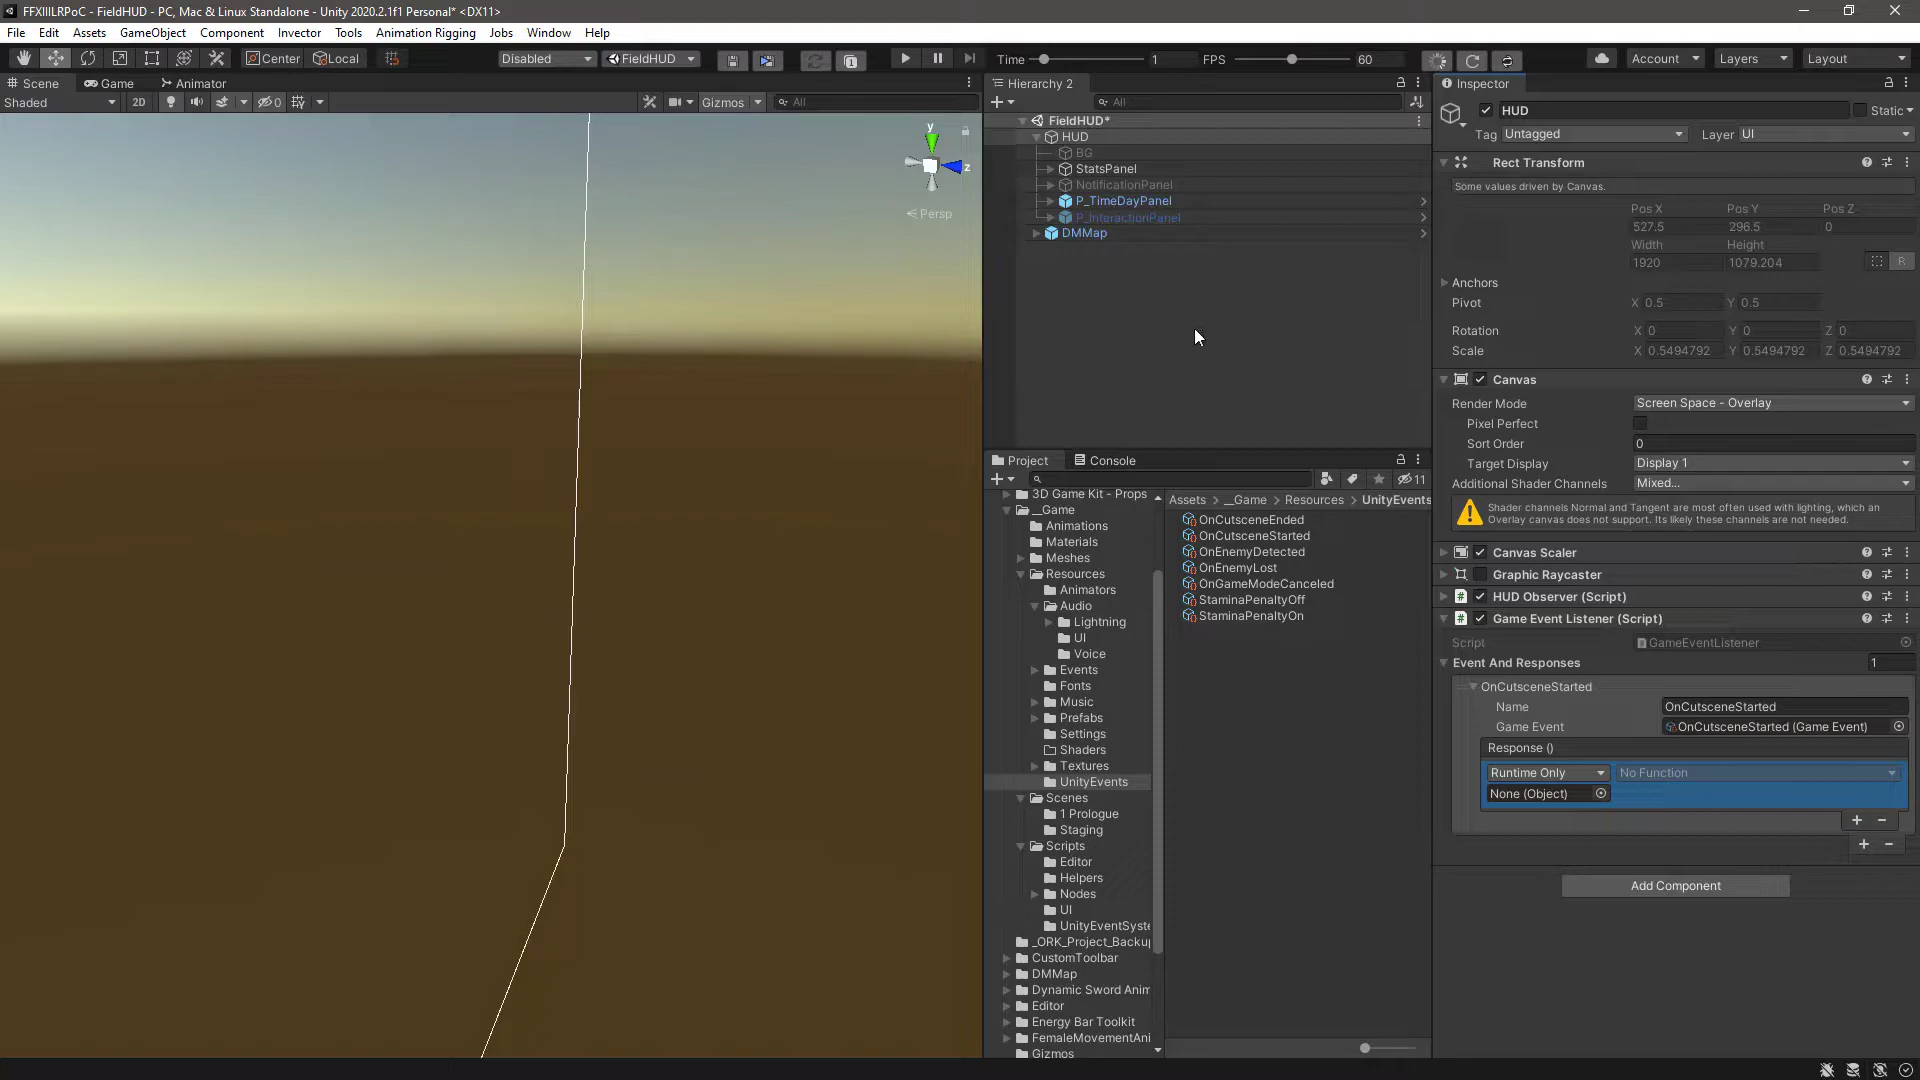 FFXIIILRPoC - FieldHUD - PC, Mac & Linux Standalone - Unity 2020.2.1f1 Personal* <DX11>
File Edit Assets GameObject Component Invector Tools Animation Rigging Jobs Window Help
Center Local Disabled FieldHUD Time 1 FPS 60 Account Layers Layout
Scene Game Animator
Shaded 2D 0 Gizmos All
y
z
Persp
Hierarchy 2
All
FieldHUD*
HUD
BG
StatsPanel
NotificationPanel
P_TimeDayPanel
P_InteractionPanel
DMMap
Project Console
11
3D Game Kit - Props
__Game
Animations
Materials
Meshes
Resources
Animators
Audio
Lightning
UI
Voice
Events
Fonts
Music
Prefabs
Settings
Shaders
Textures
UnityEvents
Scenes
1 Prologue
Staging
Scripts
Editor
Helpers
Nodes
UI
UnityEventSyste
_ORK_Project_Backup
CustomToolbar
DMMap
Dynamic Sword Anim
Editor
Energy Bar Toolkit
FemaleMovementAni
Gizmos
Assets > __Game > Resources > UnityEvents
OnCutsceneEnded
OnCutsceneStarted
OnEnemyDetected
OnEnemyLost
OnGameModeCanceled
StaminaPenaltyOff
StaminaPenaltyOn
Inspector
HUD Static
Tag Untagged Layer UI
Rect Transform
Some values driven by Canvas.
Pos X Pos Y Pos Z
527.5 296.5 0
Width Height
1920 1079.204 R
Anchors
Pivot X 0.5 Y 0.5
Rotation X 0 Y 0 Z 0
Scale X 0.5494792 Y 0.5494792 Z 0.5494792
Canvas
Render Mode Screen Space - Overlay
Pixel Perfect
Sort Order 0
Target Display Display 1
Additional Shader Channels Mixed...
Shader channels Normal and Tangent are most often used with lighting, which an
Overlay canvas does not support. Its likely these channels are not needed.
Canvas Scaler
Graphic Raycaster
HUD Observer (Script)
Game Event Listener (Script)
Script GameEventListener
Event And Responses 1
OnCutsceneStarted
Name OnCutsceneStarted
Game Event OnCutsceneStarted (Game Event)
Response ()
Runtime Only No Function
None (Object)
Add Component